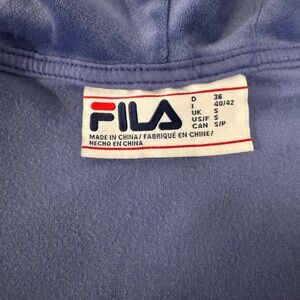 FILA
D 36
I 40/42
UK S
US/F S
CAN S/P
MADE IN CHINA/ FABRIQUÉ EN CHINE/
HECHO EN CHINA